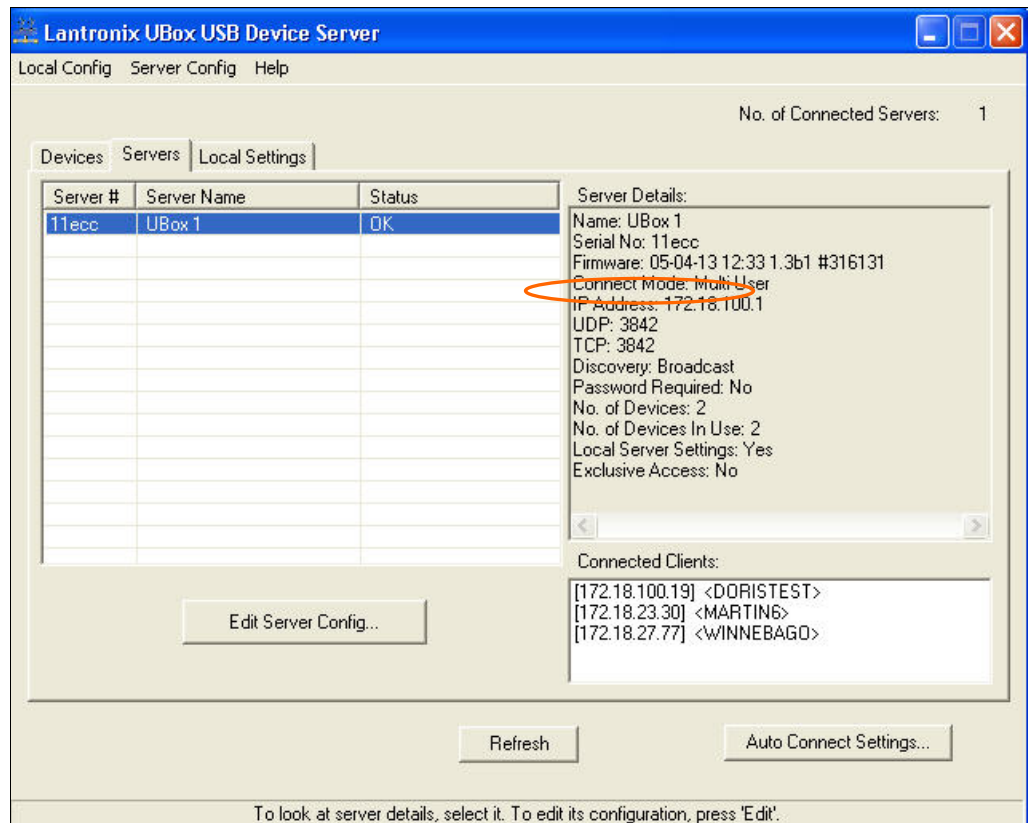 Lantronix UBox USB Device Server
Local Config Server Config Help
No. of Connected Servers: 1
Devices Servers Local Settings
Server # Server Name Status
11ecc UBox 1 OK
Server Details:
Name: UBox 1
Serial No: 11ecc
Firmware: 05-04-13 12:33 1.3b1 #316131
Connect Mode: Multi User
IP Address: 172.18.100.1
UDP: 3842
TCP: 3842
Discovery: Broadcast
Password Required: No
No. of Devices: 2
No. of Devices In Use: 2
Local Server Settings: Yes
Exclusive Access: No
Connected Clients:
[172.18.100.19] <DORISTEST>
[172.18.23.30] <MARTIN6>
[172.18.27.77] <WINNEBAGO>
Edit Server Config...
Refresh Auto Connect Settings...
To look at server details, select it. To edit its configuration, press 'Edit'.